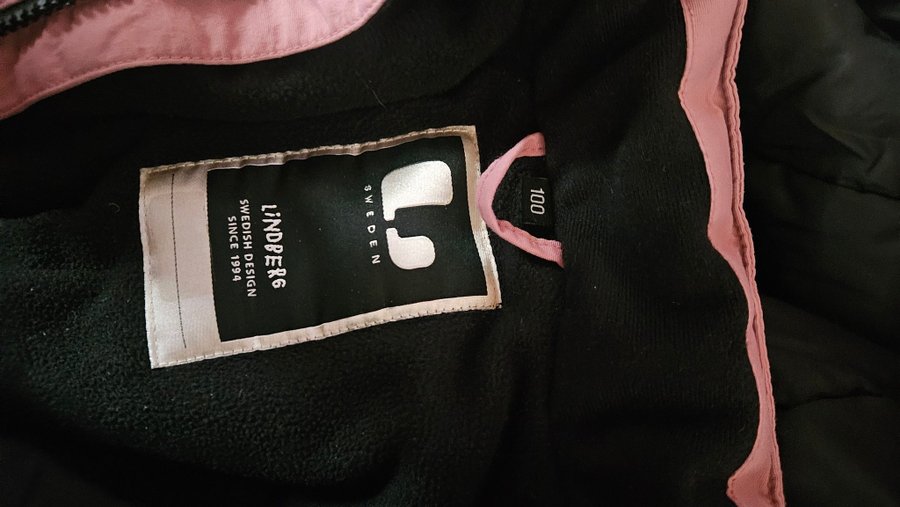 100
SWEDEN
LiNDBERG
SWEDISH DESIGN
SINCE 1994